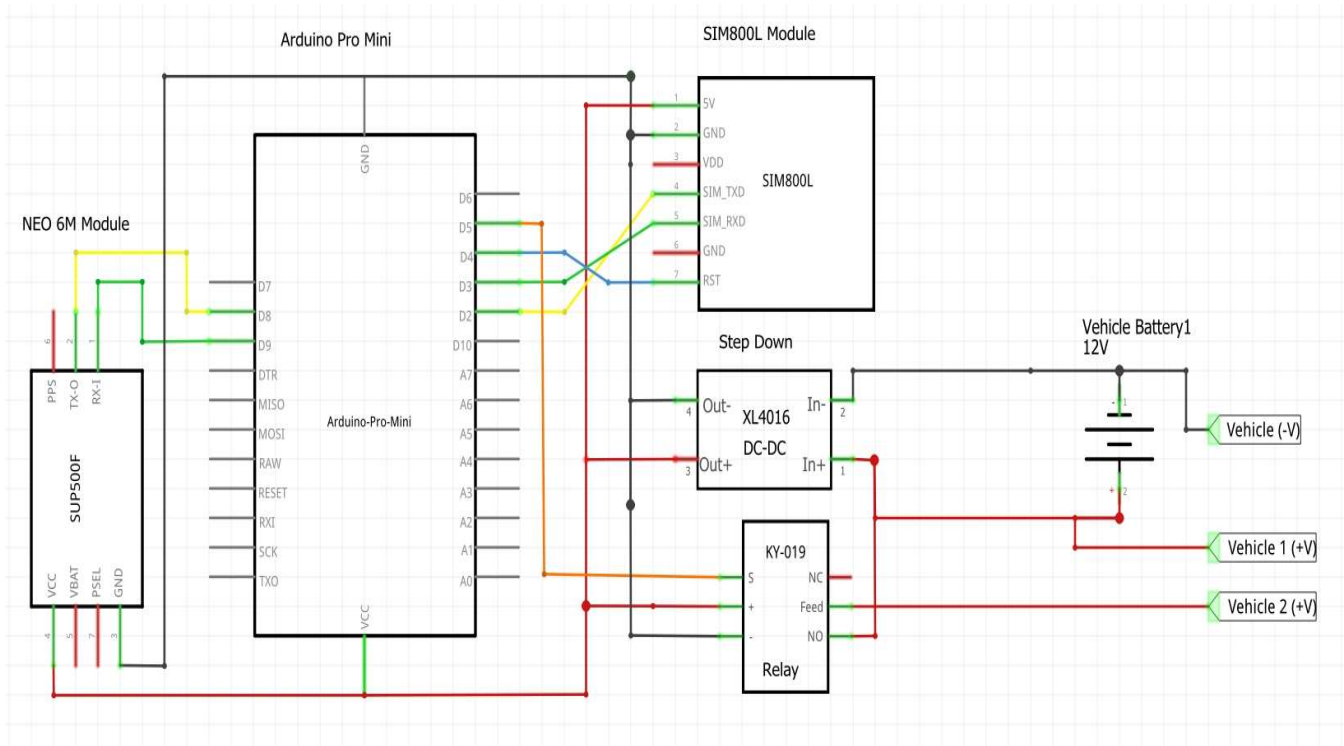 SIM800L Module
Arduino Pro Mini
1
5V
2
GND
3
VDD
4
SIM_TXD
5
SIM_RXD
6
GND
7
RST
SIM800L
GND
D6
D5
D4
D3
D2
D10
A7
A6
A5
A4
A3
A2
A1
A0
D7
D8
D9
DTR
MISO
MOSI
RAW
RESET
RXI
SCK
TXO
VCC
Arduino-Pro-Mini
NEO 6M Module
6
2
1
PPS
TX-O
RX-I
SUP500F
VCC
VBAT
PSEL
GND
4
5
7
3
Step Down
Out-
In-
4
2
XL4016
DC-DC
Out+
In+
3
1
Vehicle Battery1
12V
- 1
+ 2
Vehicle (-V)
Vehicle 1 (+V)
Vehicle 2 (+V)
KY-019
S
NC
+
Feed
-
NO
Relay